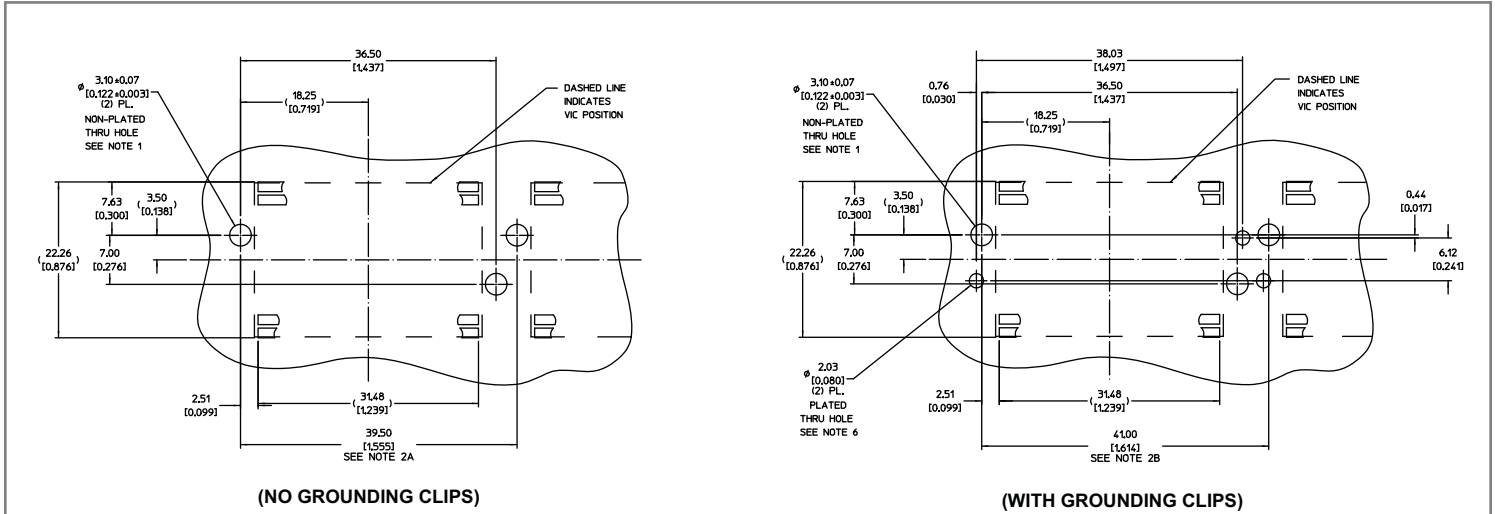 36.50
[1.437]
3.10±0.07
ø [0.122±0.003]
(2) PL.
NON-PLATED
THRU HOLE
SEE NOTE 1
(18.25
[0.719])
DASHED LINE
INDICATES
VIC POSITION
7.63
[0.300]
(3.50
[0.138])
(22.26
[0.876])
7.00
[0.276]
2.51
[0.099]
(31.48
[1.239])
39.50
[1.555]
SEE NOTE 2A
(NO GROUNDING CLIPS)
38.03
[1.497]
0.76
[0.030]
36.50
[1.437]
3.10±0.07
ø [0.122±0.003]
(2) PL.
NON-PLATED
THRU HOLE
SEE NOTE 1
(18.25
[0.719])
DASHED LINE
INDICATES
VIC POSITION
7.63
[0.300]
(3.50
[0.138])
0.44
[0.017]
(22.26
[0.876])
7.00
[0.276]
6.12
[0.241]
ø 2.03
[0.080]
(2) PL.
PLATED
THRU HOLE
SEE NOTE 6
2.51
[0.099]
(31.48
[1.239])
41.00
[1.614]
SEE NOTE 2B
(WITH GROUNDING CLIPS)